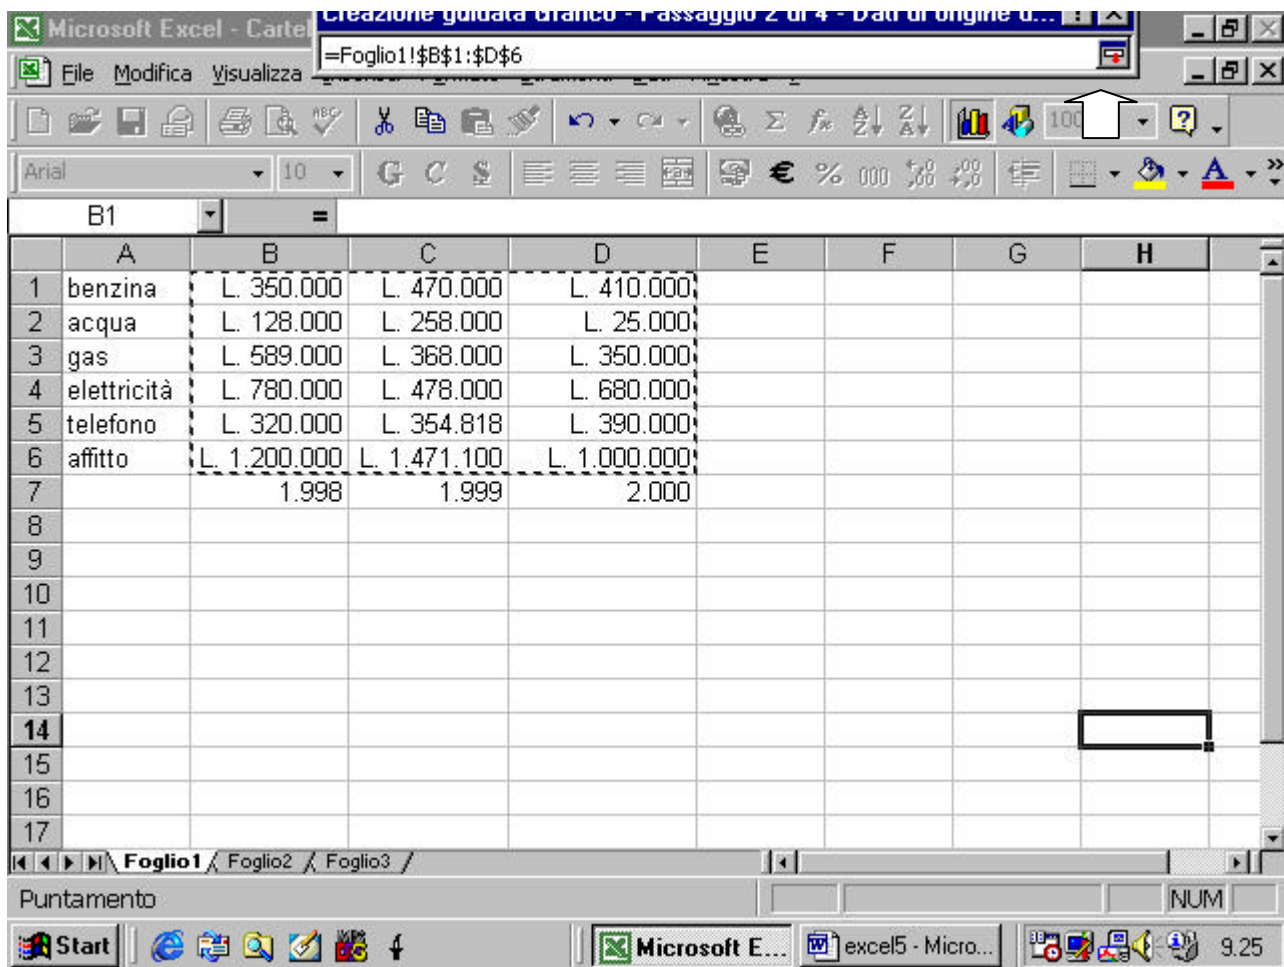 Microsoft Excel - Cartel
Creazione guidata Grafico - Passaggio 2 di 4 - Dati di origine d... ?
=Foglio1!$B$1:$D$6
File Modifica Visualizza
ABC
Σ fx A Z Z A 100 ?
Arial 10 G C S € % 000 A
B1 =
A B C D E F G H
1 benzina L. 350.000 L. 470.000 L. 410.000
2 acqua L. 128.000 L. 258.000 L. 25.000
3 gas L. 589.000 L. 368.000 L. 350.000
4 elettricità L. 780.000 L. 478.000 L. 680.000
5 telefono L. 320.000 L. 354.818 L. 390.000
6 affitto L. 1.200.000 L. 1.471.100 L. 1.000.000
7 1.998 1.999 2.000
8
9
10
11
12
13
14
15
16
17
Foglio1 Foglio2 Foglio3
Puntamento NUM
Start Microsoft E... excel5 - Micro... 9.25